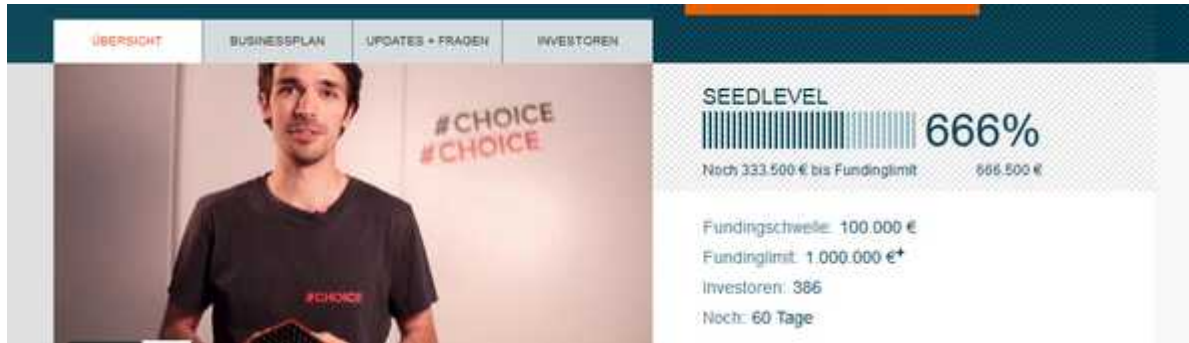 ÜBERSICHT
BUSINESSPLAN
UPDATES + FRAGEN
INVESTOREN
#CHOICE
#CHOICE
#CHOICE
SEEDLEVEL
666%
Noch 333.500 € bis Fundinglimit
666.500 €
Fundingschwelle: 100.000 €
Fundinglimit: 1.000.000 €+
Investoren: 386
Noch: 60 Tage